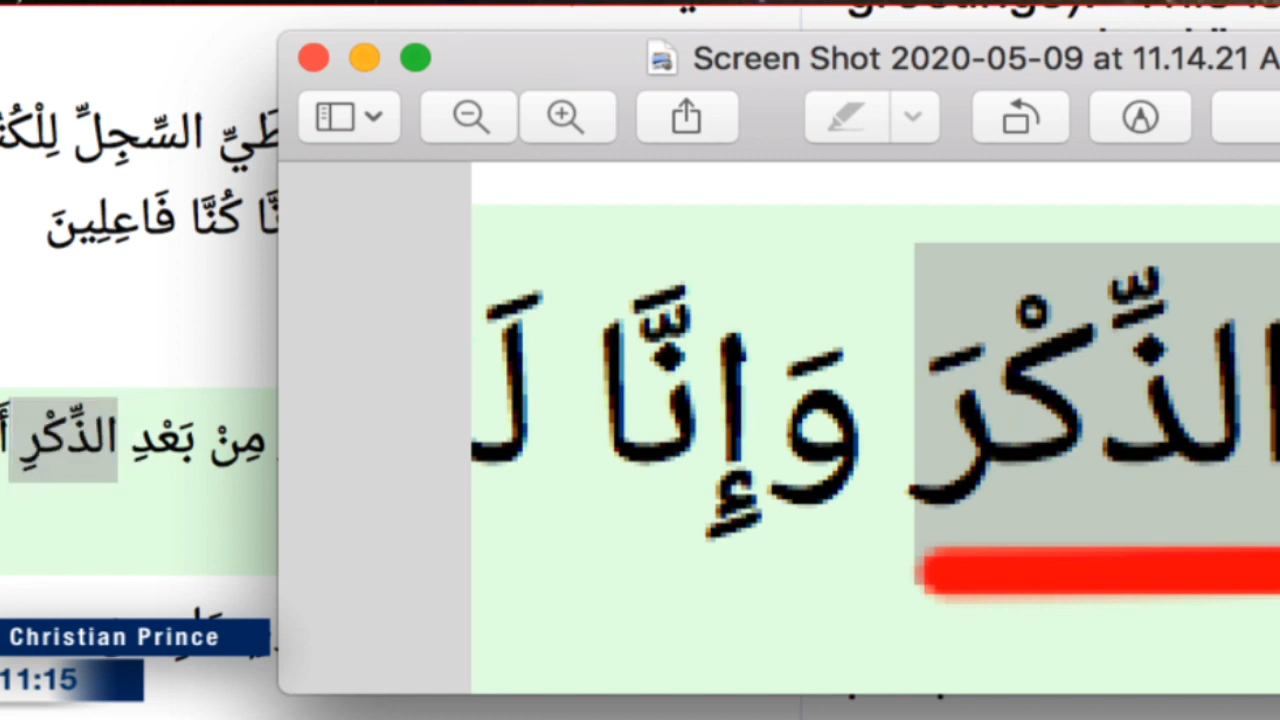 Screen Shot 2020-05-09 at 11.14.21 A
طَيِّ السِّجِلِّ
كُنَّا فَاعِلِينَ
مِنْ بَعْدِ الذِّكْرِ
الذِّكْرَ وَإِنَّا لَ
Christian Prince
11:15